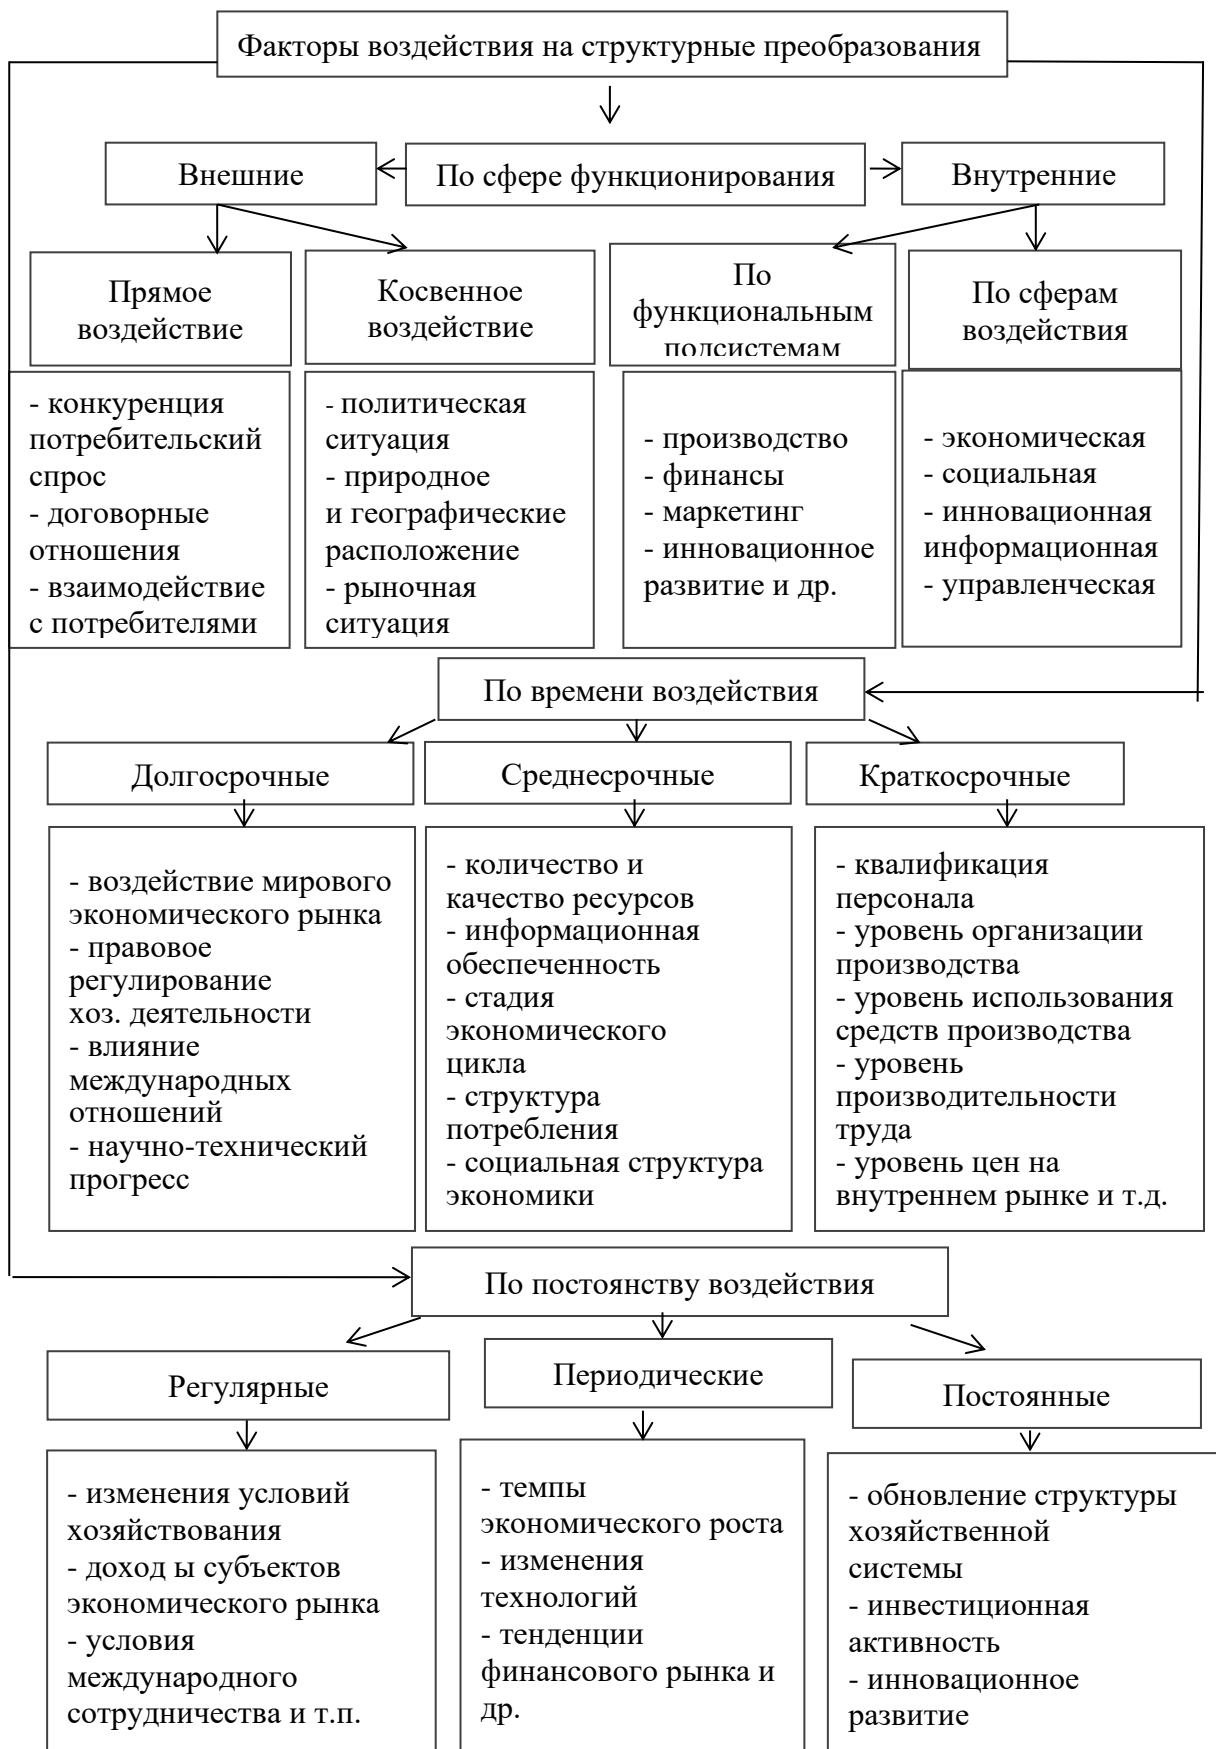 Факторы воздействия на структурные преобразования
Внешние
По сфере функционирования
Внутренние
Прямое
воздействие
Косвенное
воздействие
По
функциональным
подсистемам
По сферам
воздействия
- конкуренция
потребительский
спрос
- договорные
отношения
- взаимодействие
с потребителями
- политическая
ситуация
- природное
и географические
расположение
- рыночная
ситуация
- производство
- финансы
- маркетинг
- инновационное
развитие и др.
- экономическая
- социальная
- инновационная
информационная
- управленческая
По времени воздействия
Долгосрочные
Среднесрочные
Краткосрочные
- воздействие мирового
экономического рынка
- правовое
регулирование
хоз. деятельности
- влияние
международных
отношений
- научно-технический
прогресс
- количество и
качество ресурсов
- информационная
обеспеченность
- стадия
экономического
цикла
- структура
потребления
- социальная структура
экономики
- квалификация
персонала
- уровень организации
производства
- уровень использования
средств производства
- уровень
производительности
труда
- уровень цен на
внутреннем рынке и т.д.
По постоянству воздействия
Регулярные
Периодические
Постоянные
- изменения условий
хозяйствования
- доход ы субъектов
экономического рынка
- условия
международного
сотрудничества и т.п.
- темпы
экономического роста
- изменения
технологий
- тенденции
финансового рынка и
др.
- обновление структуры
хозяйственной
системы
- инвестиционная
активность
- инновационное
развитие